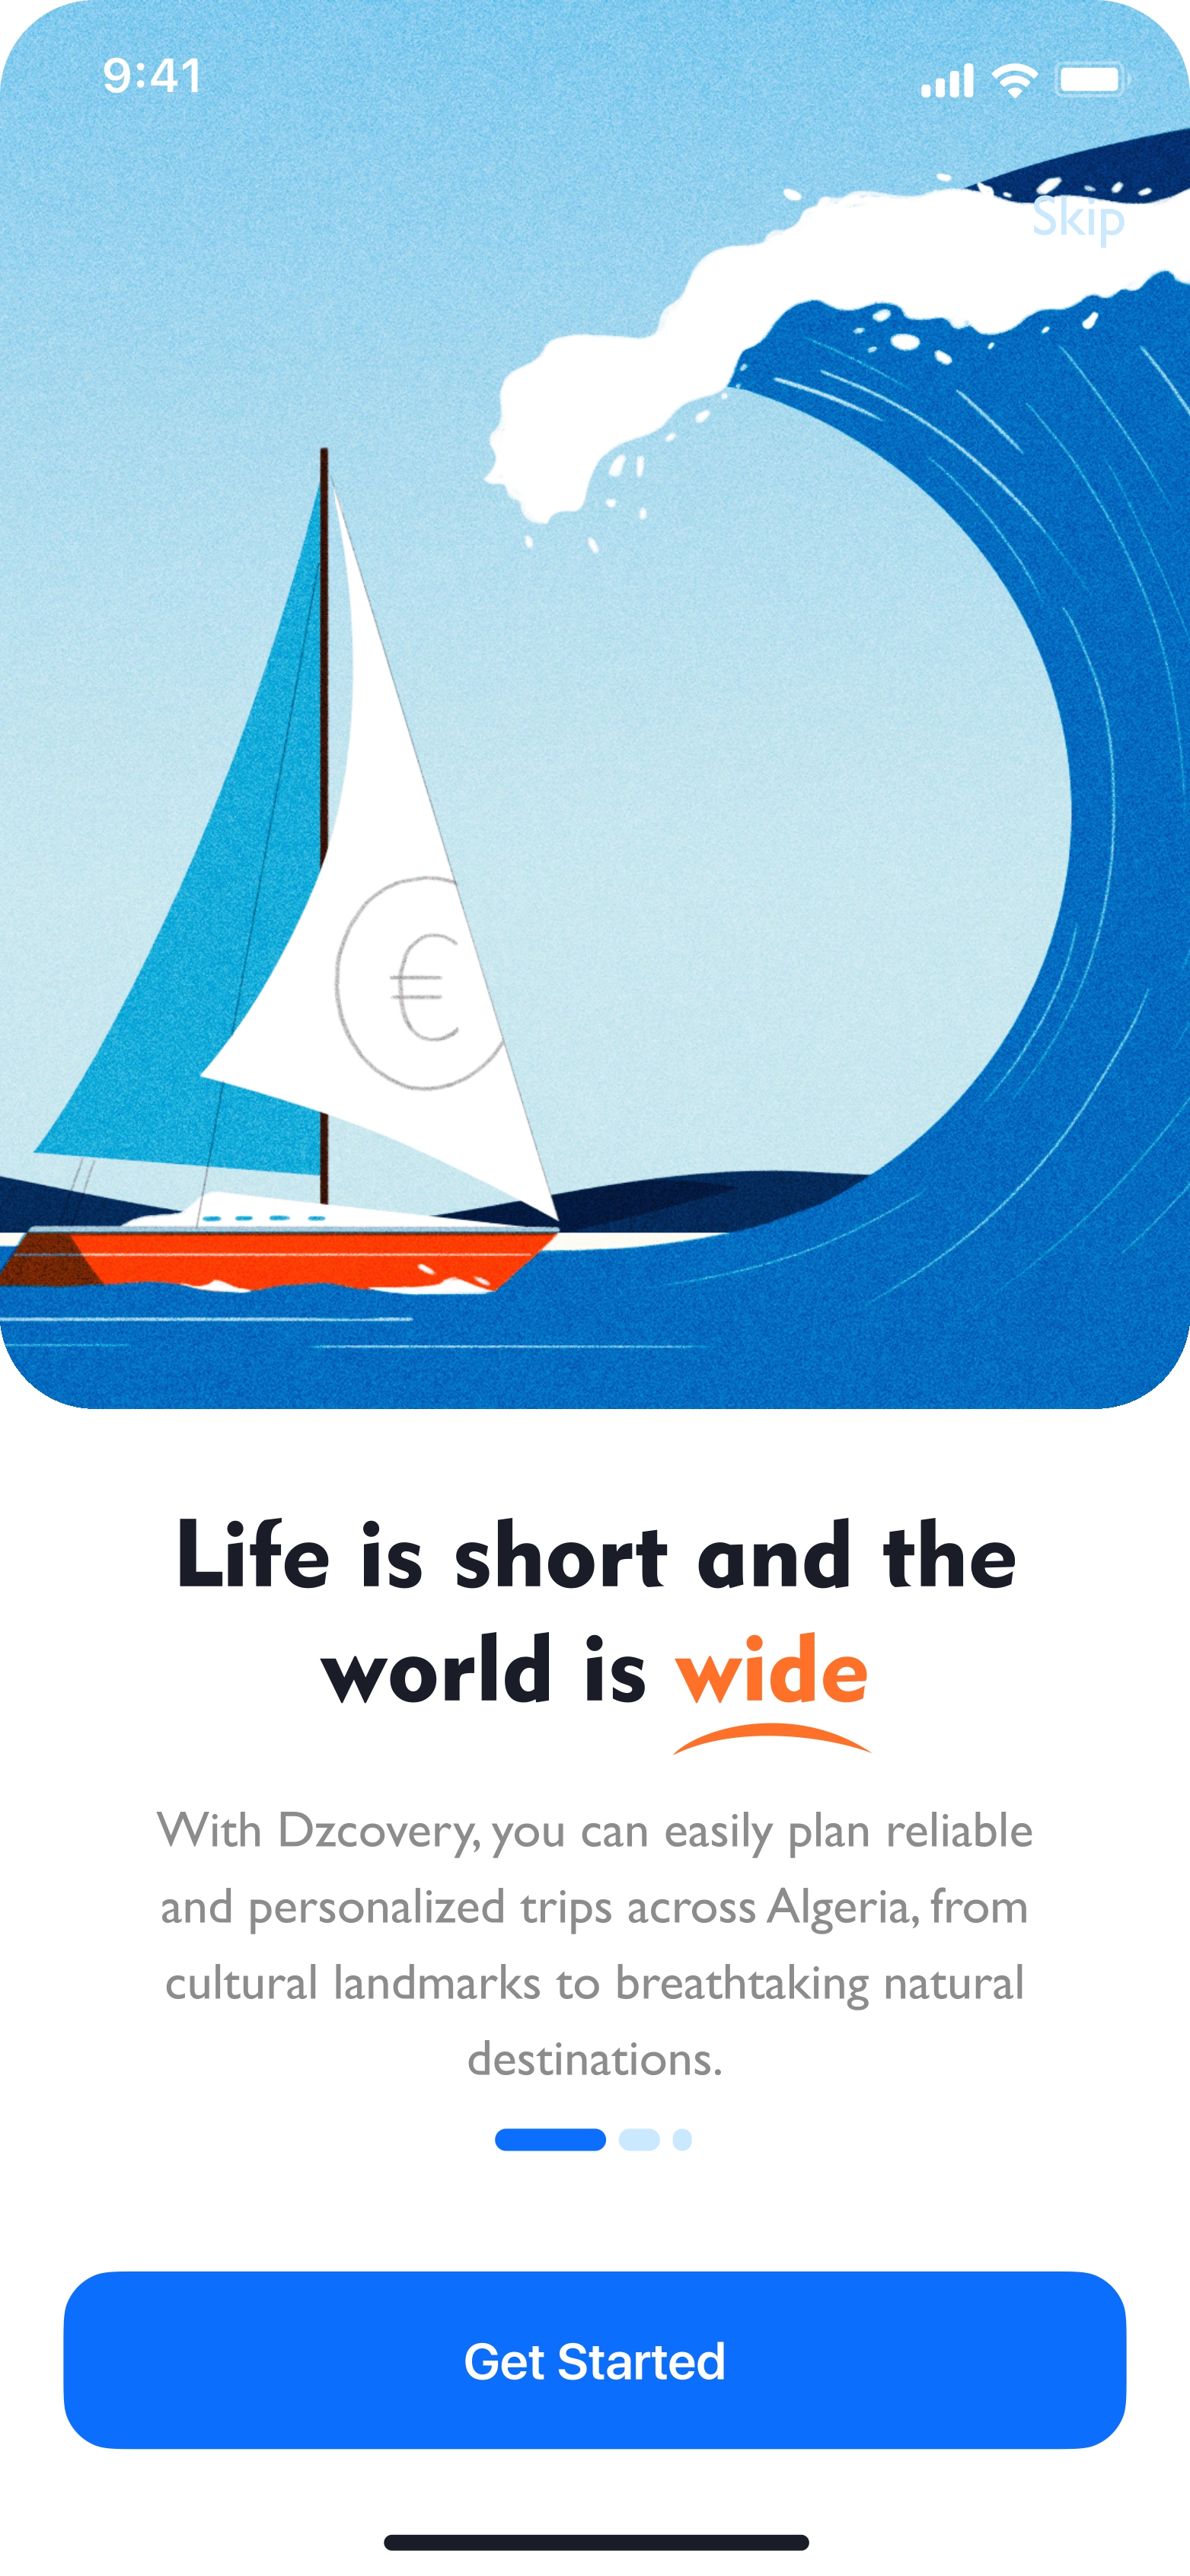 9:41
Skip
€
Life is short and the
world is wide
With Dzcovery, you can easily plan reliable
and personalized trips across Algeria, from
cultural landmarks to breathtaking natural
destinations.
Get Started